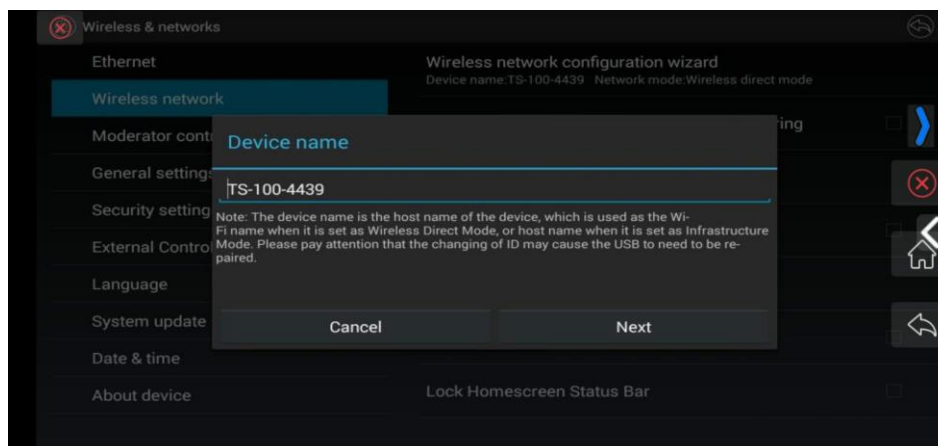 Wireless & networks
Ethernet
Wireless network configuration wizard
Device name:TS-100-4439 Network mode:Wireless direct mode
Wireless network
Moderator cont
ring
Device name
General settings
TS-100-4439
Security setting
Note: The device name is the host name of the device, which is used as the Wi-
Fi name when it is set as Wireless Direct Mode, or host name when it is set as Infrastructure
Mode. Please pay attention that the changing of ID may cause the USB to need to be re-
paired.
External Contro
Language
System update
Cancel
Next
Date & time
About device
Lock Homescreen Status Bar